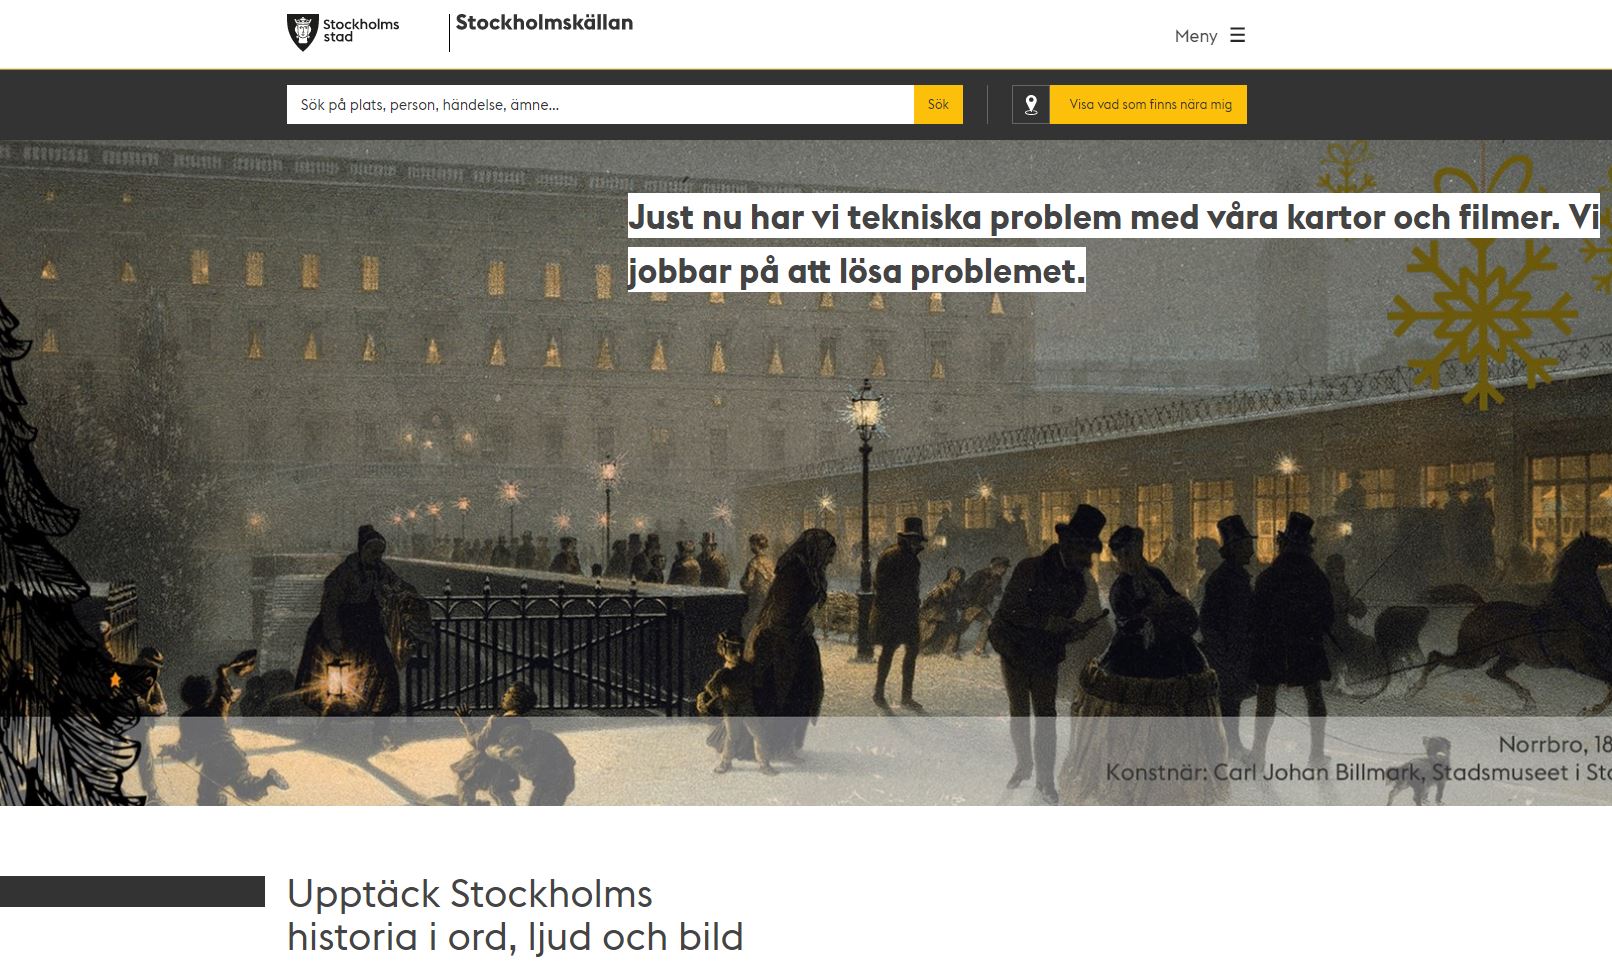 Stockholms
stad
Stockholmskällan
Meny
Sök på plats, person, händelse, ämne...
Sök
Visa vad som finns nära mig
Just nu har vi tekniska problem med våra kartor och filmer. Vi
jobbar på att lösa problemet.
Norrbro, 18
Konstnär: Carl Johan Billmark, Stadsmuseet i Sto
Upptäck Stockholms
historia i ord, ljud och bild